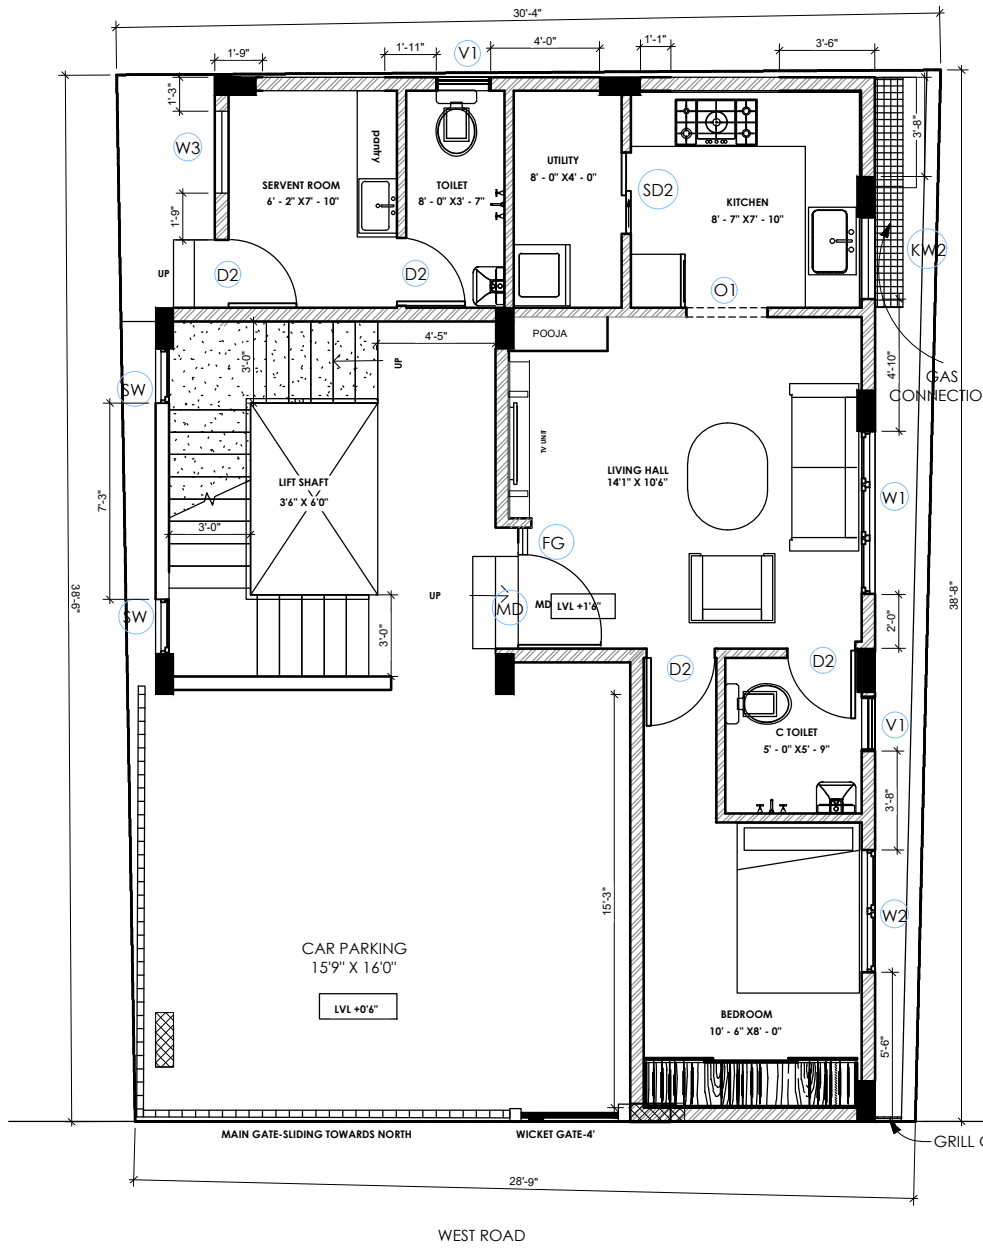 30'-4"
1'-9"
1'-11"
V1
4'-0"
1'-1"
3'-6"
1'-3"
W3
1'-9"
SERVENT ROOM
6' - 2" X7' - 10"
pantry
TOILET
8' - 0" X3' - 7"
UTILITY
8' - 0" X4' - 0"
SD2
KITCHEN
8' - 7" X7' - 10"
3'-8"
KW2
UP
D2
D2
O1
POOJA
4'-5"
3'-0"
UP
4'-10"
GAS
CONNECTIO
SW
7'-3"
LIFT SHAFT
3'6" X 6'0"
3'-0"
TV UNIT
LIVING HALL
14'1" X 10'6"
W1
FG
UP
MD
MD
LVL +1'6"
38'-6"
38'-8"
SW
3'-0"
2'-0"
D2
D2
V1
C TOILET
5' - 0" X5' - 9"
3'-8"
15'-3"
W2
CAR PARKING
15'9" X 16'0"
LVL +0'6"
BEDROOM
10' - 6"X8' - 0"
5'-6"
MAIN GATE-SLIDING TOWARDS NORTH
WICKET GATE-4'
GRILL
28'-9"
WEST ROAD